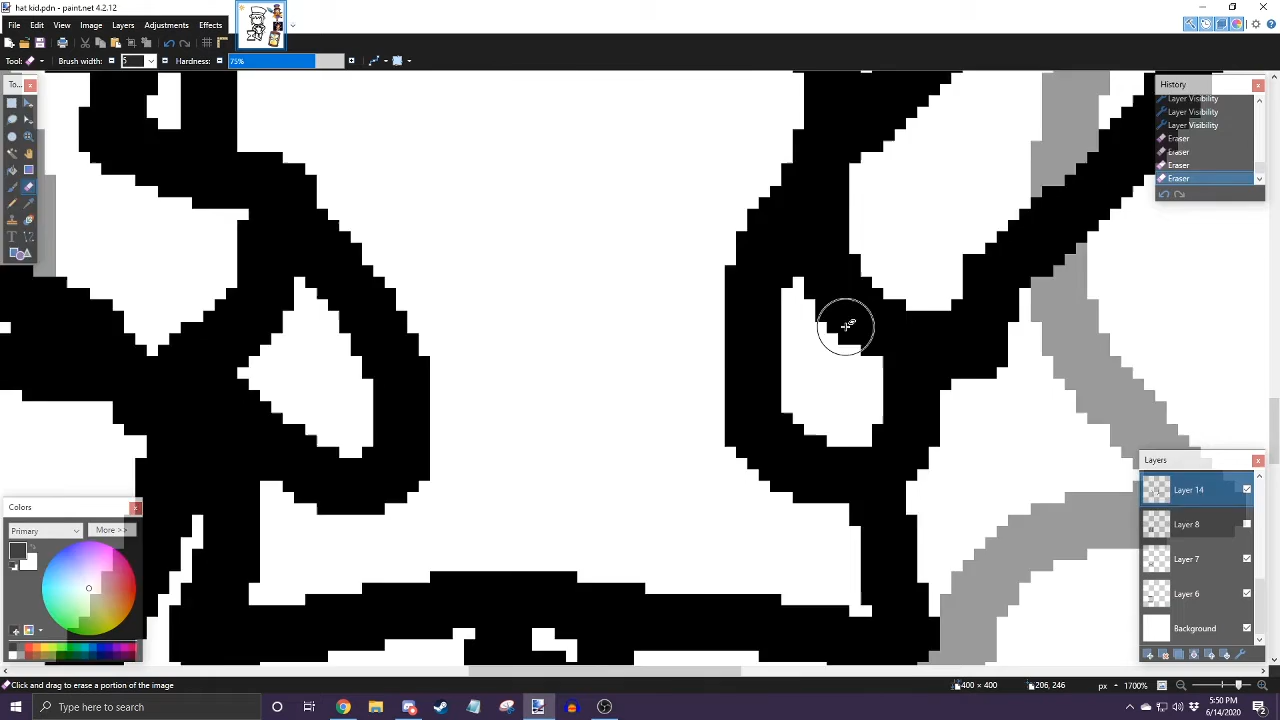 hat kid.pdn - paint.net 4.2.12
File Edit View Image Layers Adjustments Effects
Tool: Brush width: 5 Hardness: 75%
To...
History
Layer Visibility
Layer Visibility
Layer Visibility
Eraser
Eraser
Eraser
Eraser
Layers
Layer 14
Layer 8
Layer 7
Layer 6
Background
Colors
Primary More >>
Click and drag to erase a portion of the image 400 × 400 206, 246 px 1700%
Type here to search
5:50 PM
6/14/2020
2